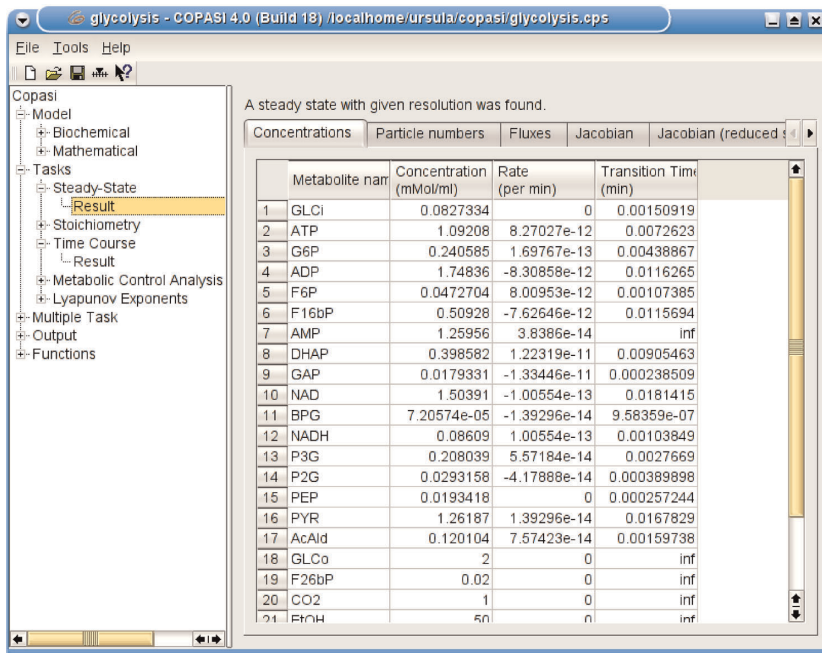 glycolysis - COPASI 4.0 (Build 18) /localhome/ursula/copasi/glycolysis.cps
File Tools Help
Copasi
Model
Biochemical
Mathematical
Tasks
Steady-State
Result
Stoichiometry
Time Course
Result
Metabolic Control Analysis
Lyapunov Exponents
Multiple Task
Output
Functions
A steady state with given resolution was found.
Concentrations Particle numbers Fluxes Jacobian Jacobian (reduced s
Metabolite nam Concentration (mMol/ml) Rate (per min) Transition Time (min)
1 GLCi 0.0827334 0 0.00150919
2 ATP 1.09208 8.27027e-12 0.0072623
3 G6P 0.240585 1.69767e-13 0.00438867
4 ADP 1.74836 -8.30858e-12 0.0116265
5 F6P 0.0472704 8.00953e-12 0.00107385
6 F16bP 0.50928 -7.62646e-12 0.0115694
7 AMP 1.25956 3.8386e-14 inf
8 DHAP 0.398582 1.22319e-11 0.00905463
9 GAP 0.0179331 -1.33446e-11 0.000238509
10 NAD 1.50391 -1.00554e-13 0.0181415
11 BPG 7.20574e-05 -1.39296e-14 9.58359e-07
12 NADH 0.08609 1.00554e-13 0.00103849
13 P3G 0.208039 5.57184e-14 0.0027669
14 P2G 0.0293158 -4.17888e-14 0.000389898
15 PEP 0.0193418 0 0.000257244
16 PYR 1.26187 1.39296e-14 0.0167829
17 AcAld 0.120104 7.57423e-14 0.00159738
18 GLCo 2 0 inf
19 F26bP 0.02 0 inf
20 CO2 1 0 inf
21 EtOH 50 0 inf